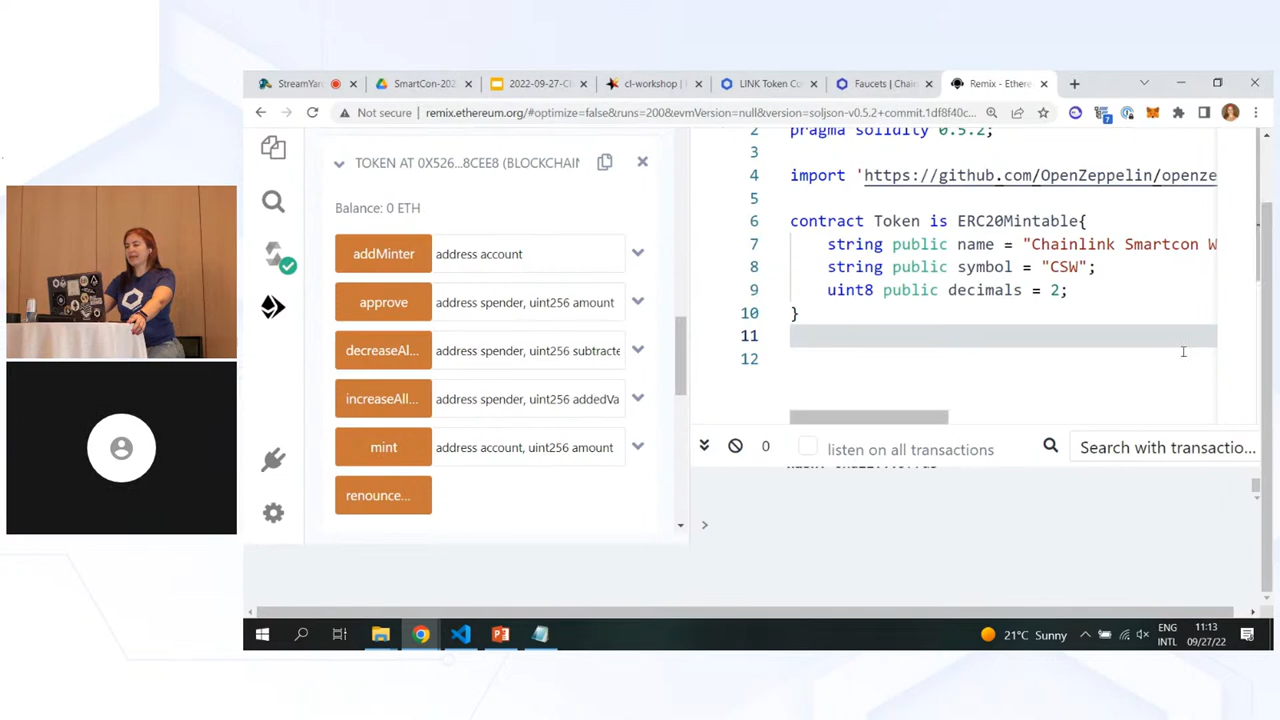 StreamYar
SmartCon-202
2022-09-27-C
cl-workshop |
LINK Token Co
Faucets | Chain
Remix - Ethere
Not secure
remix.ethereum.org/#optimize=false&runs=200&evmVersion=null&version=soljson-v0.5.2+commit.1df8f40c...
7
TOKEN AT 0X526...8CEE8 (BLOCKCHAIN
Balance: 0 ETH
addMinter address account
approve address spender, uint256 amount
decreaseAl... address spender, uint256 subtracte
increaseAll... address spender, uint256 addedVa
mint address account, uint256 amount
renounce...
2 pragma solidity 0.5.2;
3
4 import 'https://github.com/OpenZeppelin/openze
5
6 contract Token is ERC20Mintable{
7 string public name = "Chainlink Smartcon W
8 string public symbol = "CSW";
9 uint8 public decimals = 2;
10 }
11
12
0 listen on all transactions Search with transactio...
>
21°C Sunny
ENG
INTL
11:13
09/27/22